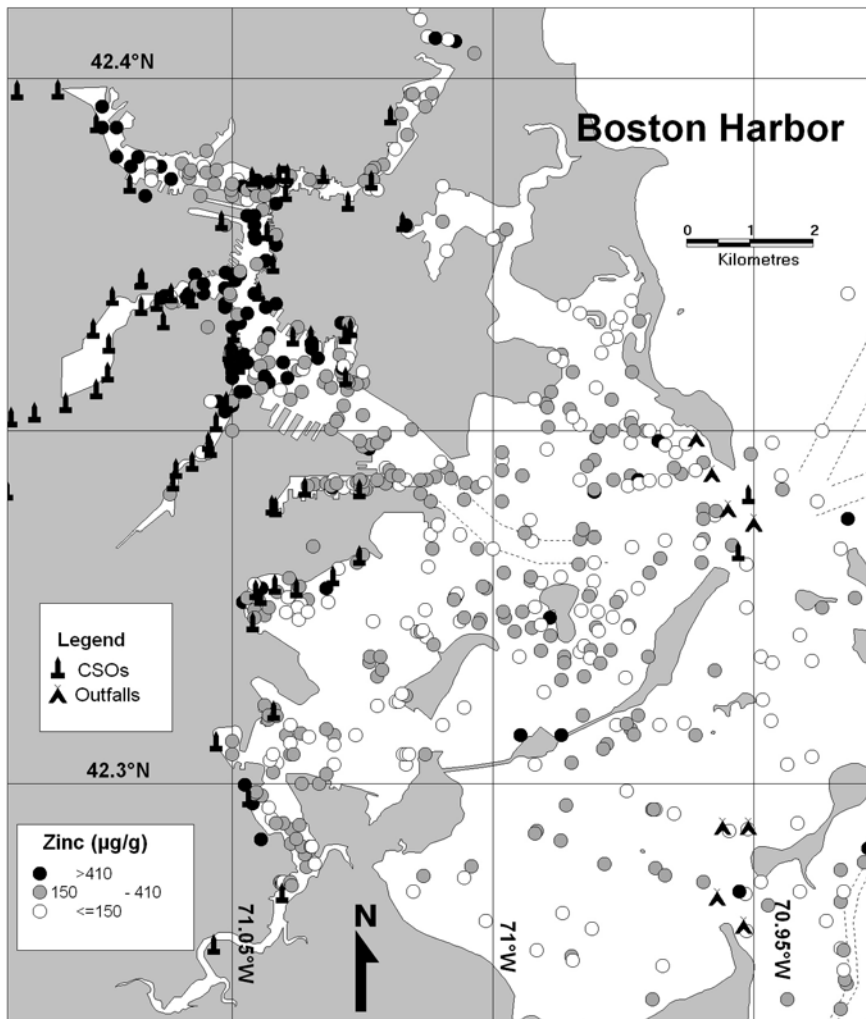 42.4°N
Boston Harbor
0 1 2
Kilometres
Legend
CSOs
Outfalls
42.3°N
Zinc (µg/g)
>410
150 - 410
<=150
N
71.05°W
71°W
70.95°W